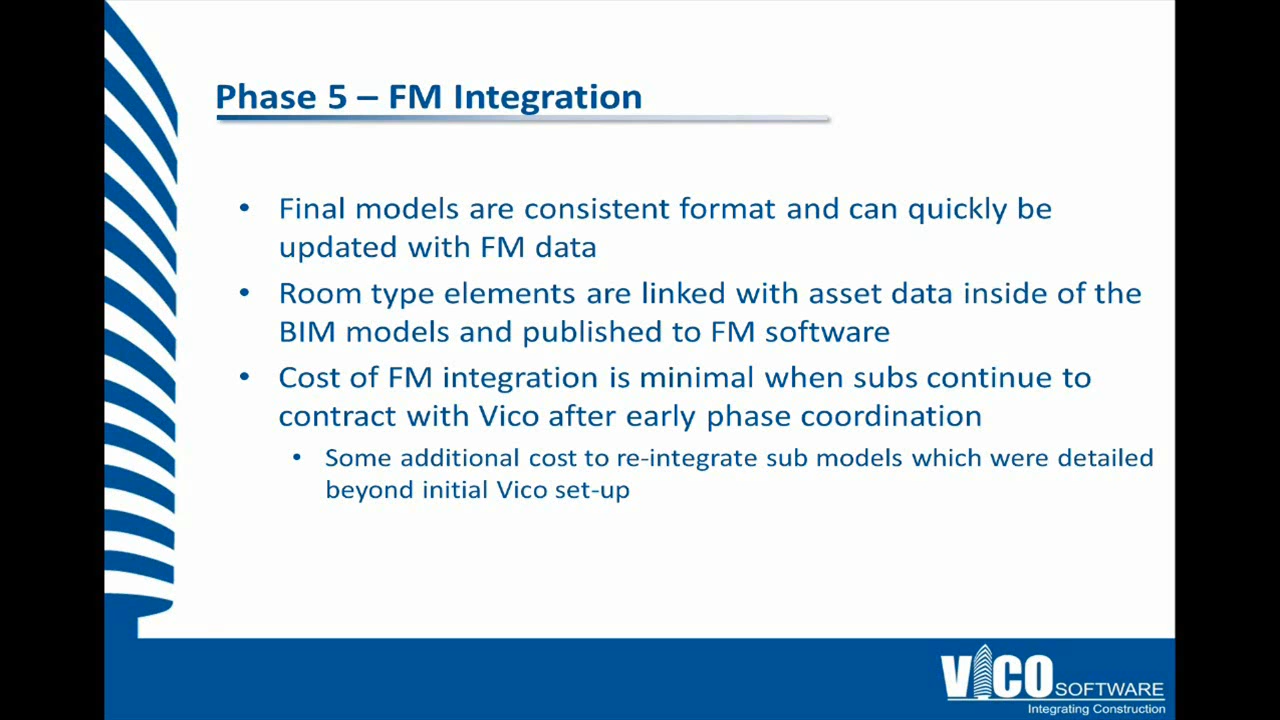 Phase 5 – FM Integration
• Final models are consistent format and can quickly be
updated with FM data
• Room type elements are linked with asset data inside of the
BIM models and published to FM software
• Cost of FM integration is minimal when subs continue to
contract with Vico after early phase coordination
• Some additional cost to re-integrate sub models which were detailed
beyond initial Vico set-up
VICO SOFTWARE
Integrating Construction